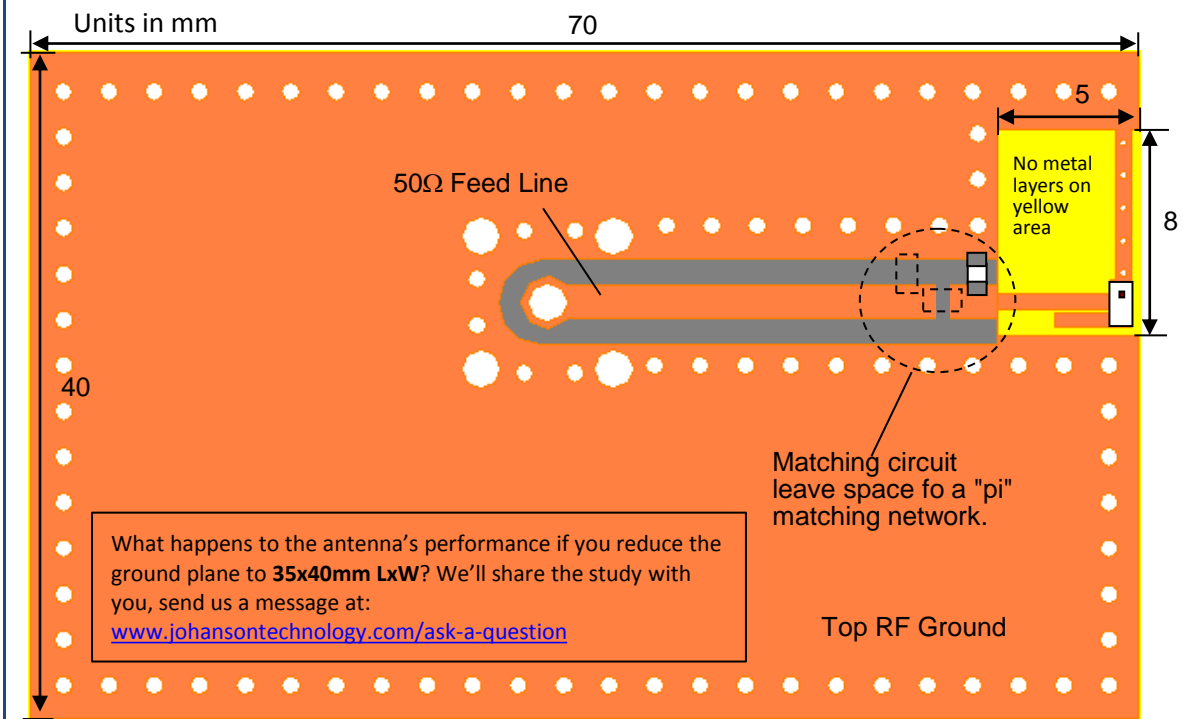 Units in mm
70
5
No metal
layers on
yellow
area
50Ω Feed Line
8
40
Matching circuit
leave space fo a "pi"
matching network.
What happens to the antenna’s performance if you reduce the
ground plane to 35x40mm LxW? We’ll share the study with
you, send us a message at:
www.johansontechnology.com/ask-a-question
Top RF Ground